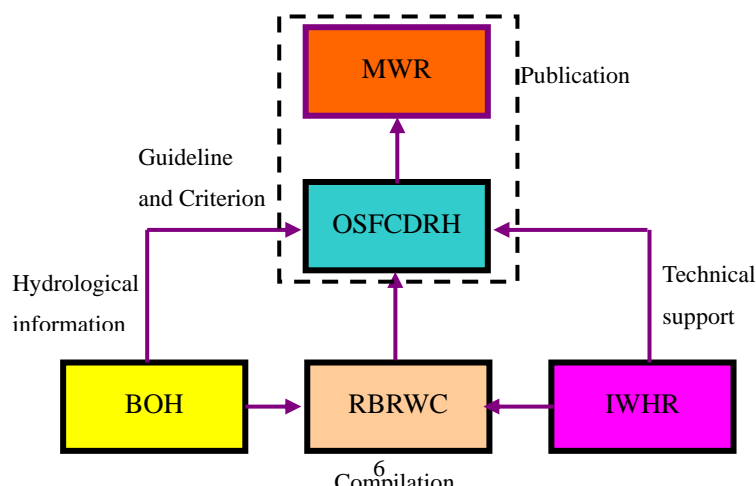 MWR
Publication
Guideline
and Criterion
OSFCDRH
Hydrological
information
Technical
support
BOH
RBRWC
IWHR
6
Compilation